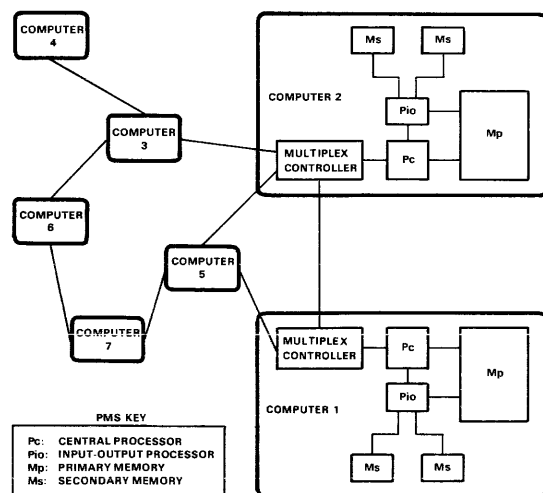 COMPUTER
4
COMPUTER
3
COMPUTER
6
COMPUTER
5
COMPUTER
7
COMPUTER 2
Ms
Ms
Pio
Mp
MULTIPLEX
CONTROLLER
Pc
MULTIPLEX
CONTROLLER
Pc
Mp
Pio
COMPUTER 1
Ms
Ms
PMS KEY
Pc: CENTRAL PROCESSOR
Pio: INPUT-OUTPUT PROCESSOR
Mp: PRIMARY MEMORY
Ms: SECONDARY MEMORY